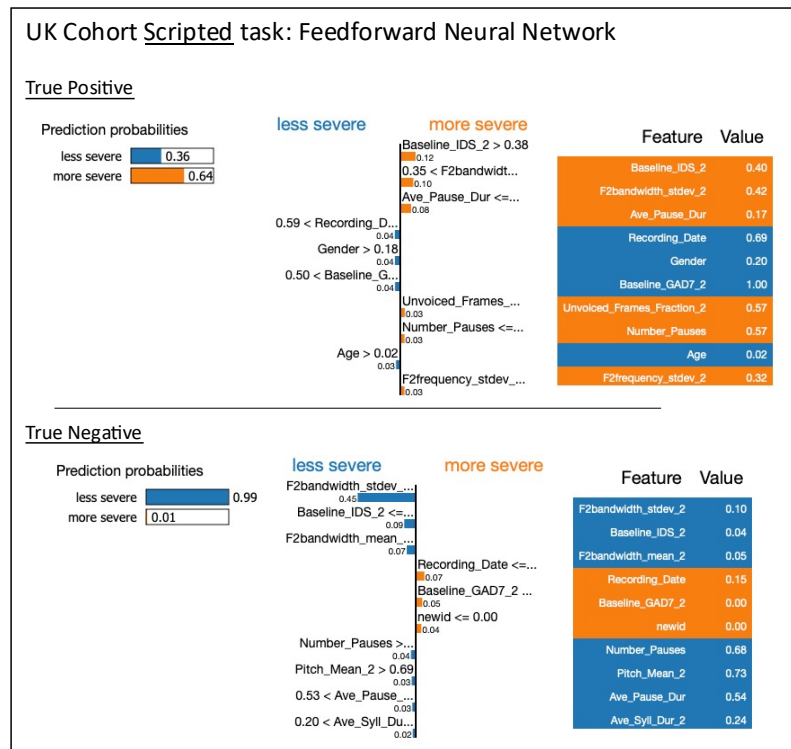 UK Cohort Scripted task: Feedforward Neural Network
True Positive
Prediction probabilities
less severe 0.36
more severe 0.64
less severe more severe
Baseline_IDS_2 > 0.38
0.12
0.35 < F2bandwidt...
0.10
Ave_Pause_Dur <=...
0.08
0.59 < Recording_D...
0.04
Gender > 0.18
0.04
0.50 < Baseline_G...
0.04
Unvoiced_Frames_...
0.03
Number_Pauses <=...
0.03
Age > 0.02
0.03
F2frequency_stdev_...
0.03
Feature Value
Baseline_IDS_2 0.40
F2bandwidth_stdev_2 0.42
Ave_Pause_Dur 0.17
Recording_Date 0.69
Gender 0.20
Baseline_GAD7_2 1.00
Unvoiced_Frames_Fraction_2 0.57
Number_Pauses 0.57
Age 0.02
F2frequency_stdev_2 0.32
True Negative
Prediction probabilities
less severe 0.99
more severe 0.01
less severe more severe
F2bandwidth_stdev_...
0.45
Baseline_IDS_2 <=...
0.09
F2bandwidth_mean_...
0.07
Recording_Date <=...
0.07
Baseline_GAD7_2 ...
0.05
newid <= 0.00
0.04
Number_Pauses >...
0.04
Pitch_Mean_2 > 0.69
0.03
0.53 < Ave_Pause_...
0.03
0.20 < Ave_Syll_Du...
0.02
Feature Value
F2bandwidth_stdev_2 0.10
Baseline_IDS_2 0.04
F2bandwidth_mean_2 0.05
Recording_Date 0.15
Baseline_GAD7_2 0.00
newid 0.00
Number_Pauses 0.68
Pitch_Mean_2 0.73
Ave_Pause_Dur 0.54
Ave_Syll_Dur_2 0.24